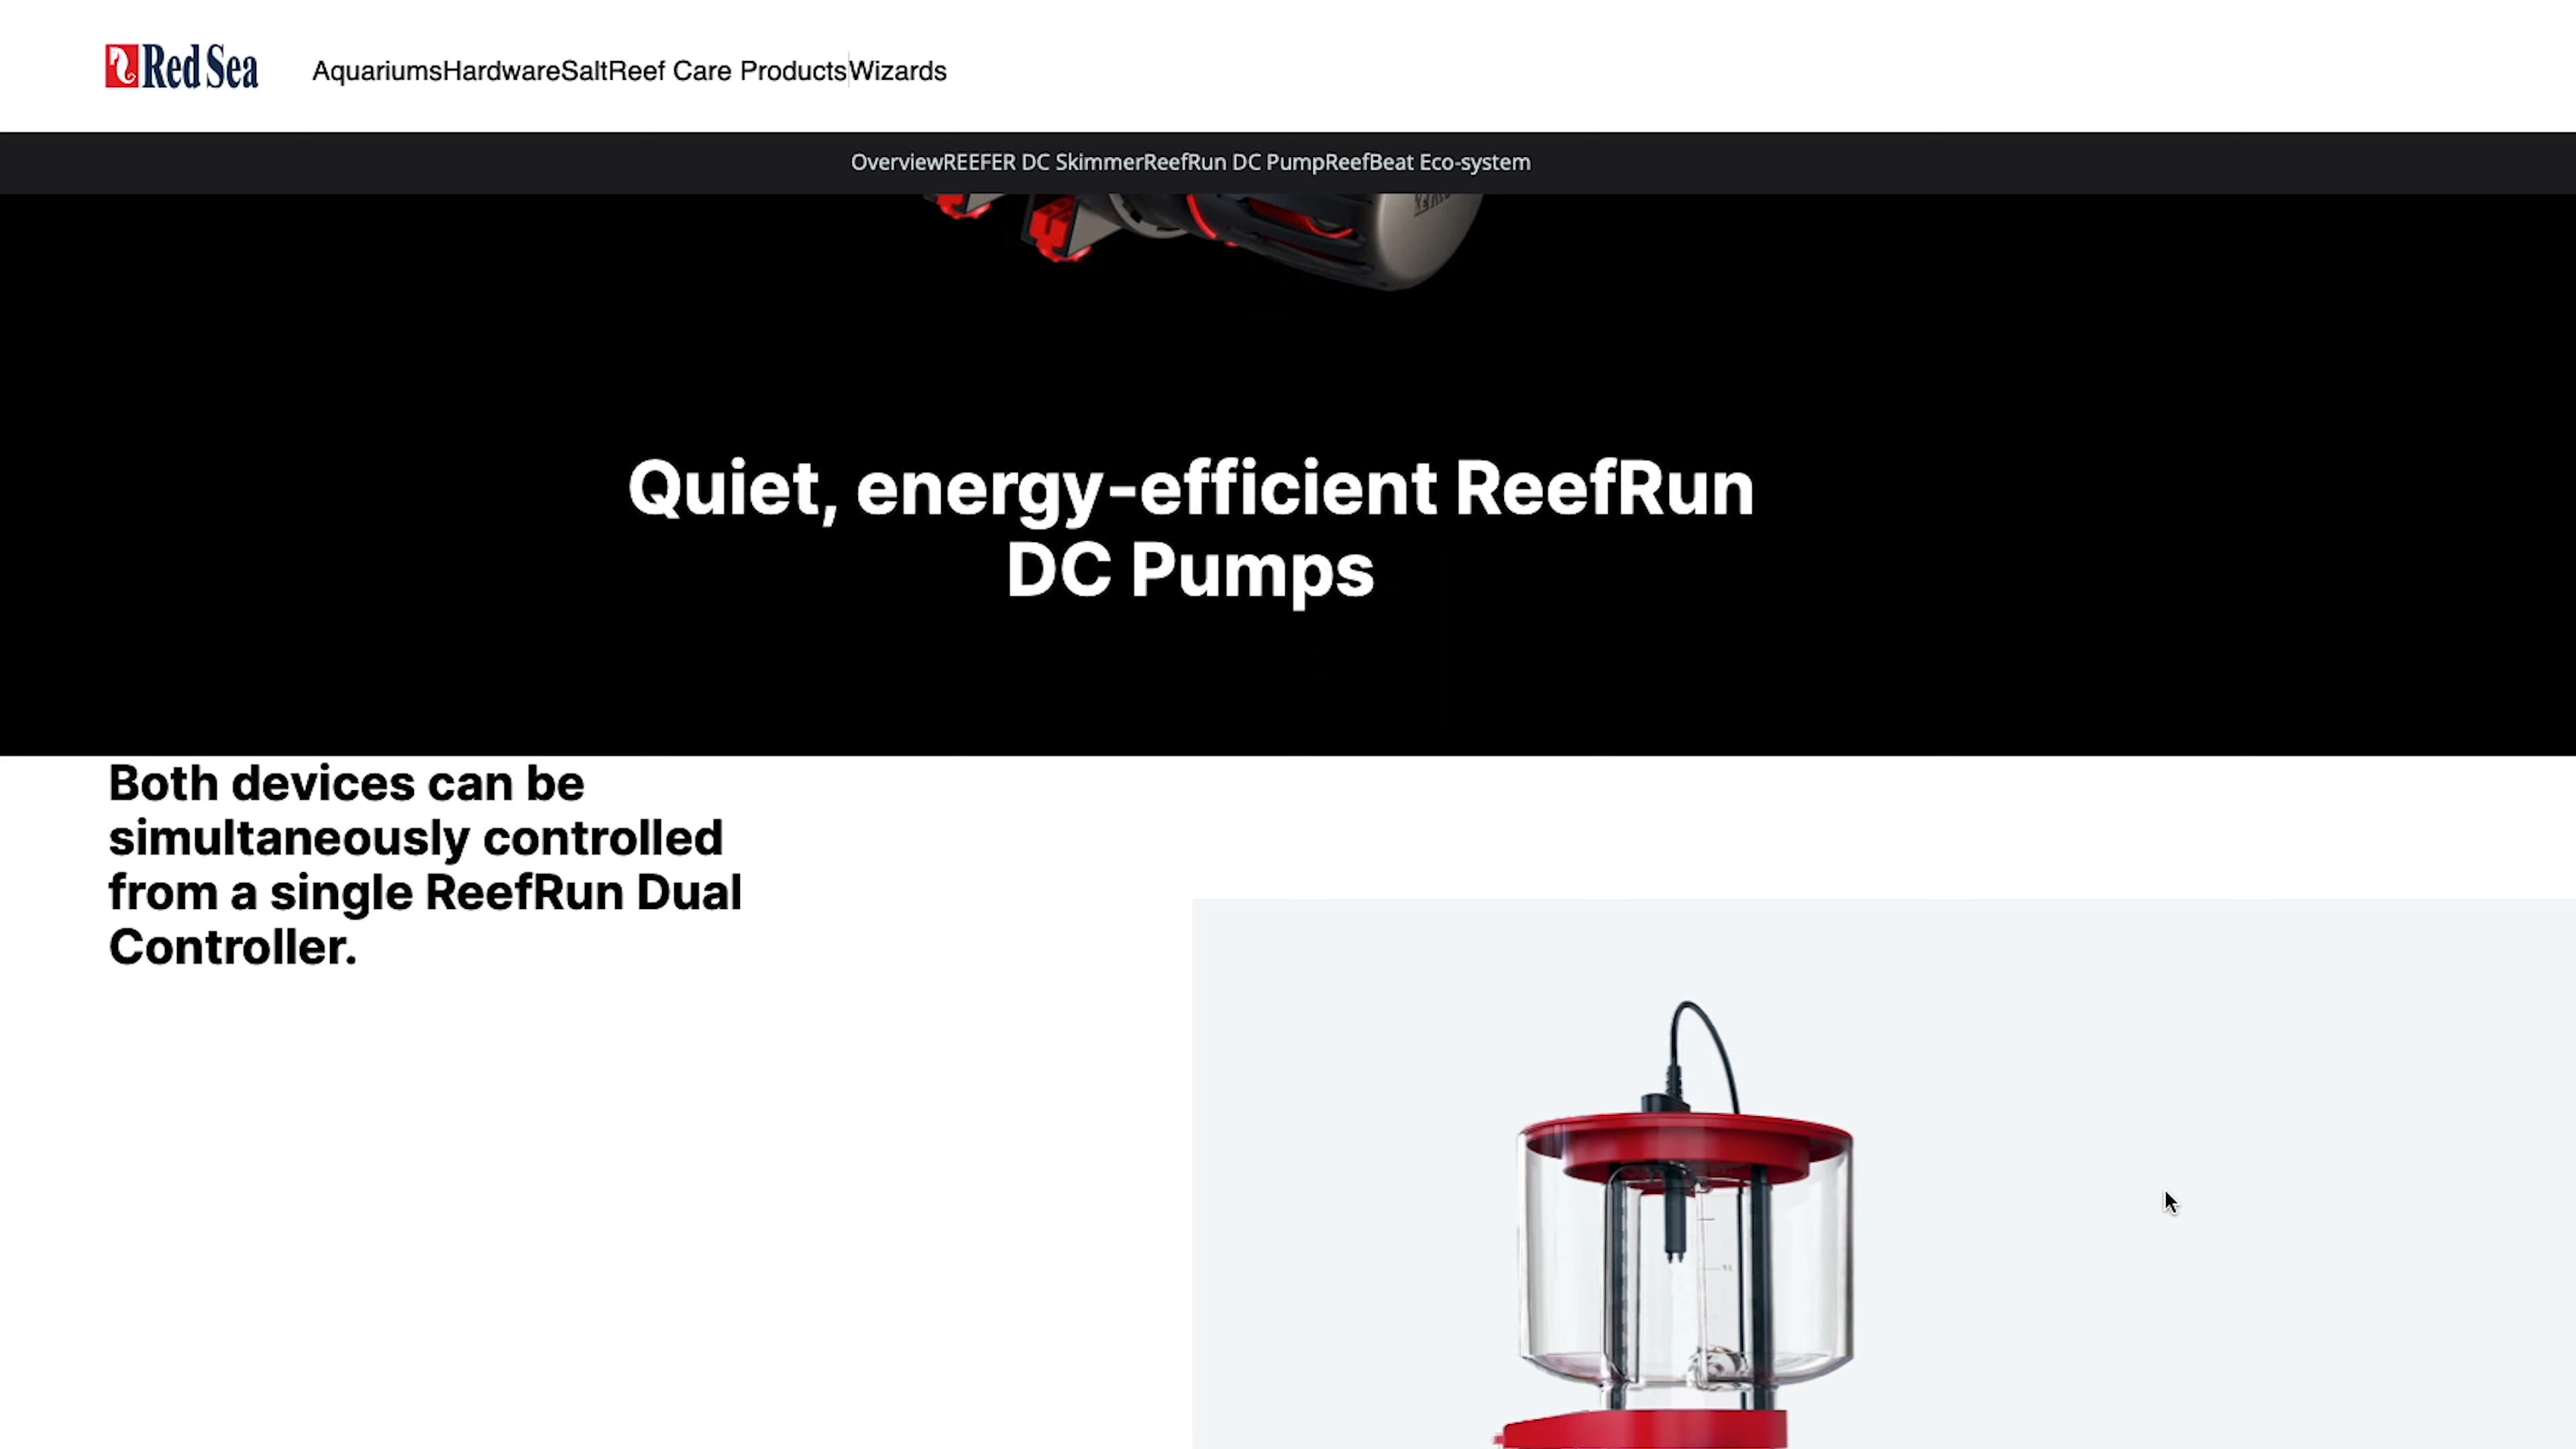 Red Sea
AquariumsHardwareSaltReef Care ProductsWizards
OverviewREEFER DC SkimmerReefRun DC PumpReefBeat Eco-system
Quiet, energy-efficient ReefRun
DC Pumps
Both devices can be
simultaneously controlled
from a single ReefRun Dual
Controller.